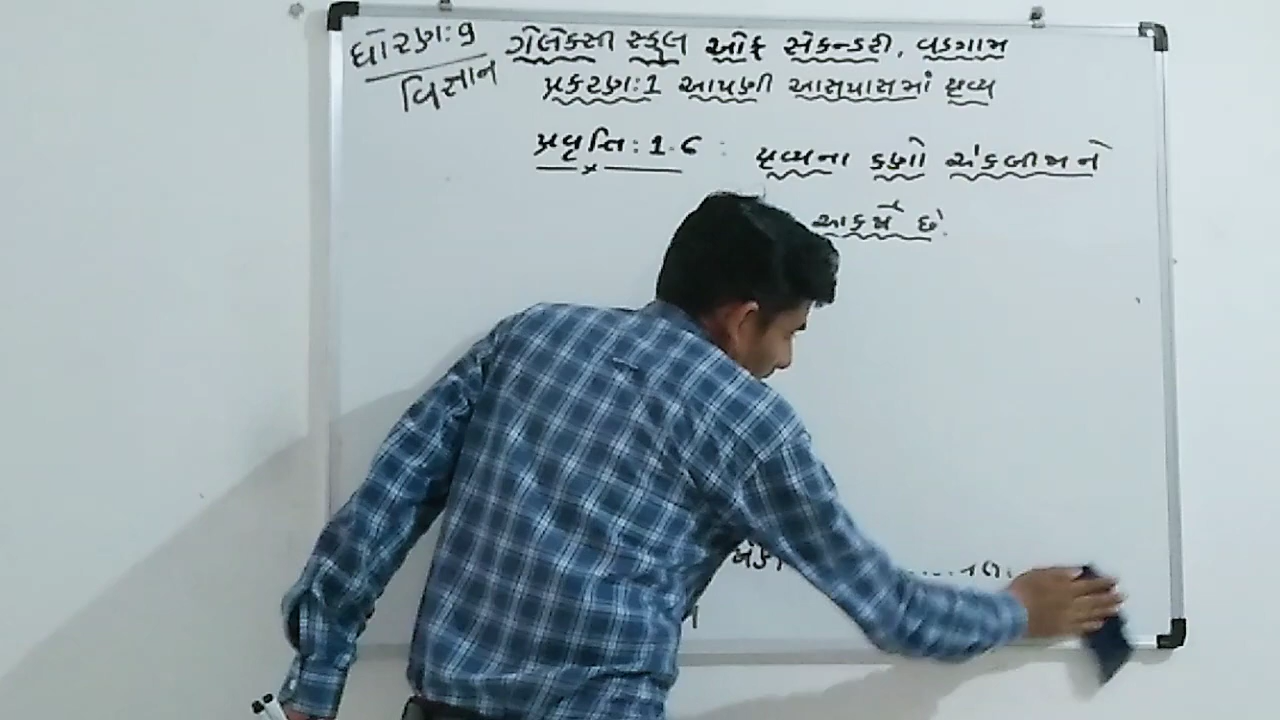 ધોરણ: 9
વિજ્ઞાન
ગેલેક્સી સ્કુલ ઓફ સેકન્ડરી, વડગામ
પ્રકરણ: 1 આપણી આસપાસમાં દ્રવ્ય
પ્રવૃત્તિ: 1.6 : દ્રવ્યના કણો એકબીજાને
આકર્ષે છે.